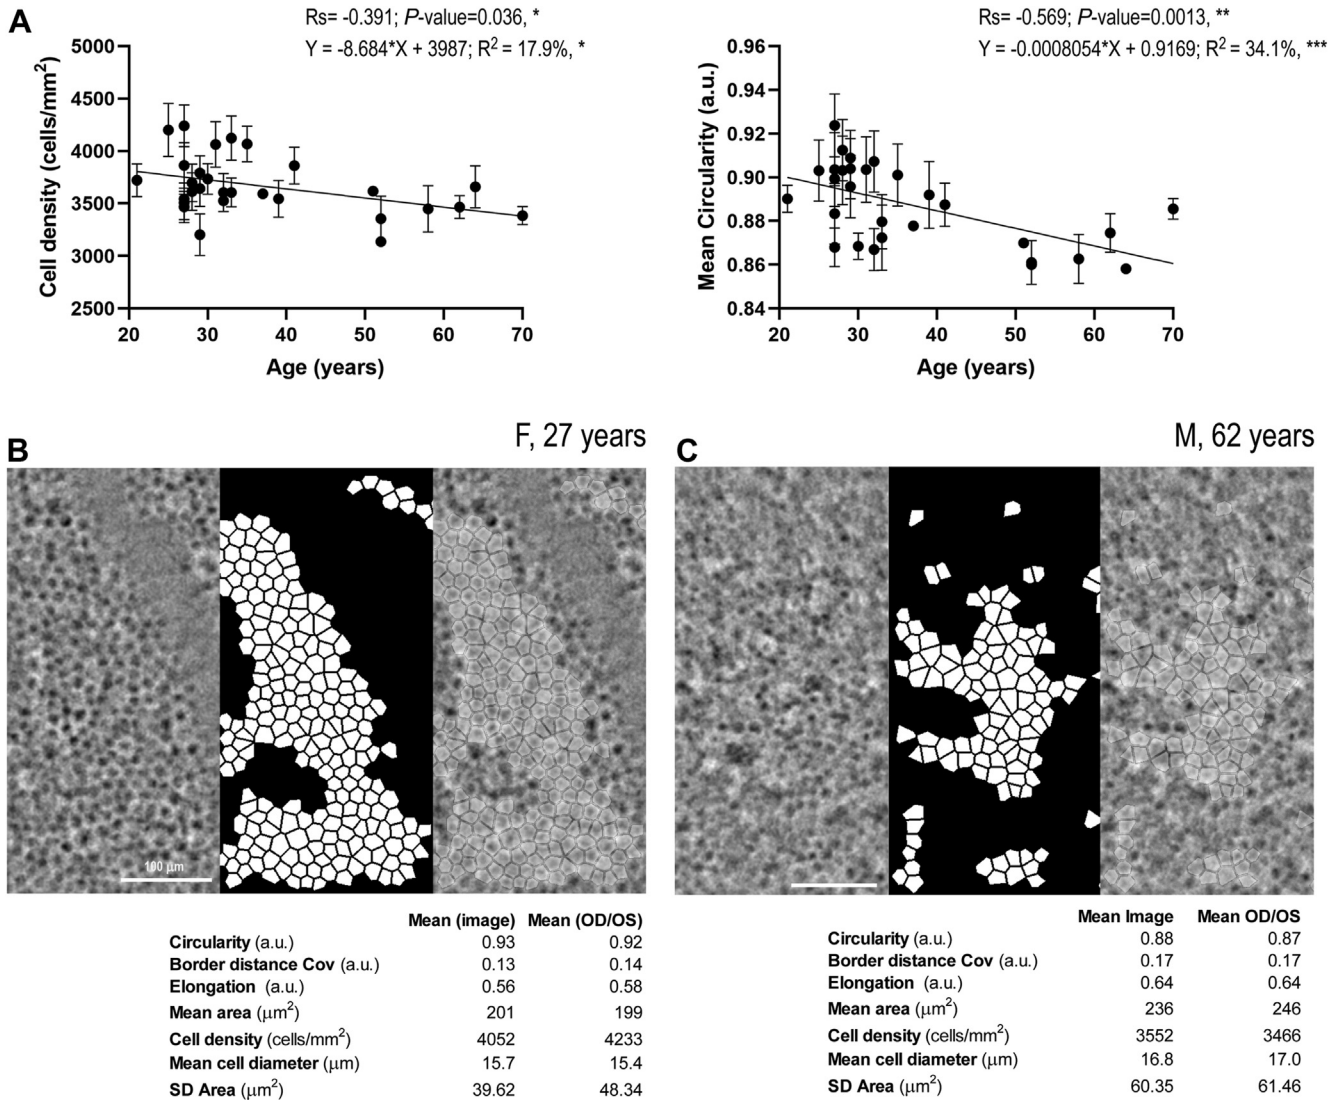 A
Rs= -0.391; P-value=0.036, *
Y = -8.684*X + 3987; R² = 17.9%, *
Cell density (cells/mm²)
5000
4500
4000
3500
3000
2500
20 30 40 50 60 70
Age (years)
Rs= -0.569; P-value=0.0013, **
Y = -0.0008054*X + 0.9169; R² = 34.1%, ***
Mean Circularity (a.u.)
0.96
0.94
0.92
0.90
0.88
0.86
0.84
20 30 40 50 60 70
Age (years)
B
F, 27 years
100 µm
Mean (image) Mean (OD/OS)
Circularity (a.u.) 0.93 0.92
Border distance Cov (a.u.) 0.13 0.14
Elongation (a.u.) 0.56 0.58
Mean area (µm²) 201 199
Cell density (cells/mm²) 4052 4233
Mean cell diameter (µm) 15.7 15.4
SD Area (µm²) 39.62 48.34
C
M, 62 years
Mean Image Mean OD/OS
Circularity (a.u.) 0.88 0.87
Border distance Cov (a.u.) 0.17 0.17
Elongation (a.u.) 0.64 0.64
Mean area (µm²) 236 246
Cell density (cells/mm²) 3552 3466
Mean cell diameter (µm) 16.8 17.0
SD Area (µm²) 60.35 61.46